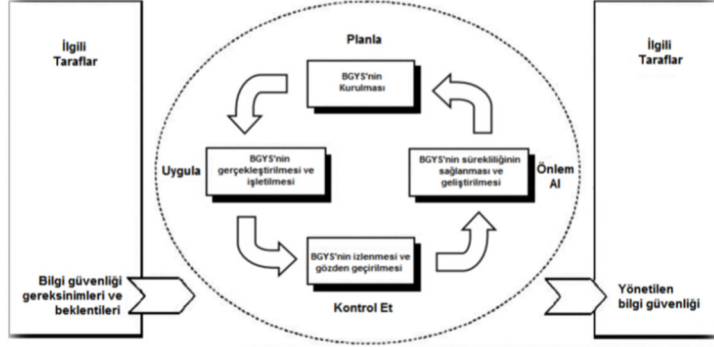 İlgili
Taraflar
Bilgi güvenliği
gereksinimleri ve
beklentileri
Planla
BGYS'nin
Kurulması
Uygula
BGYS'nin
gerçekleştirilmesi ve
işletilmesi
BGYS'nin sürekliliğinin
sağlanması ve
geliştirilmesi
Önlem
Al
BGYS'nin izlenmesi ve
gözden geçirilmesi
Kontrol Et
İlgili
Taraflar
Yönetilen
bilgi güvenliği